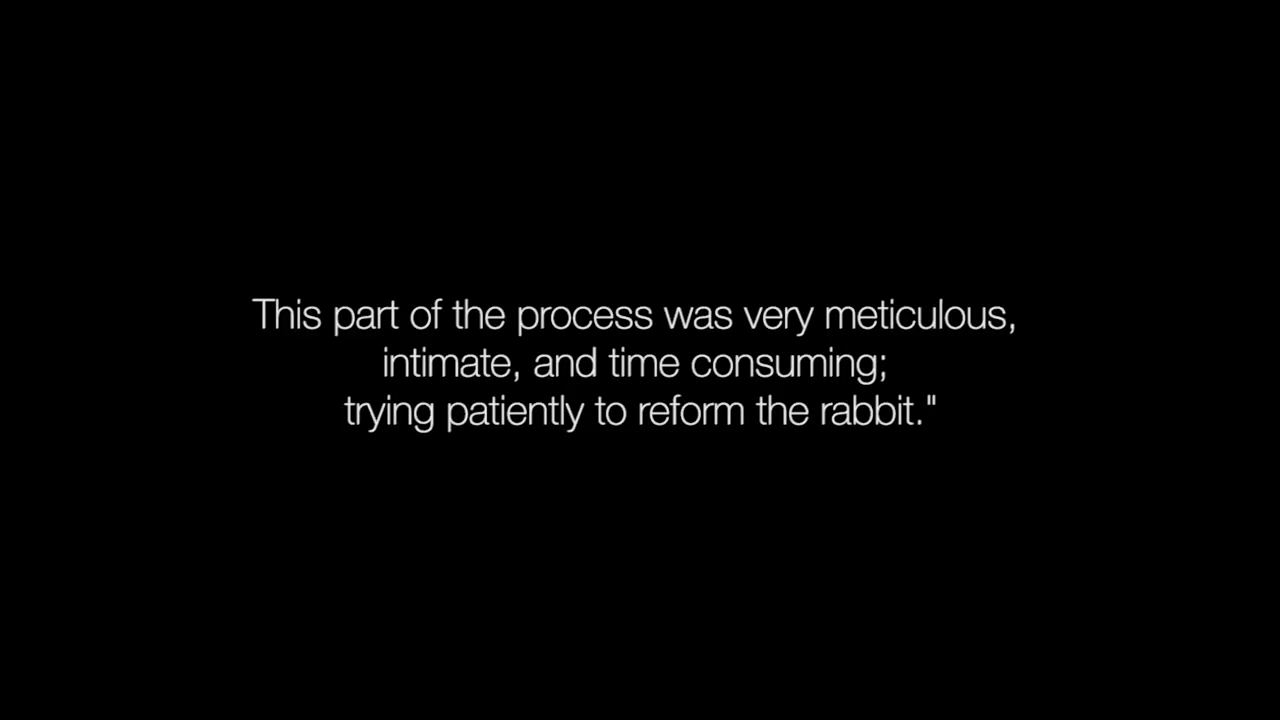 This part of the process was very meticulous,
intimate, and time consuming;
trying patiently to reform the rabbit."